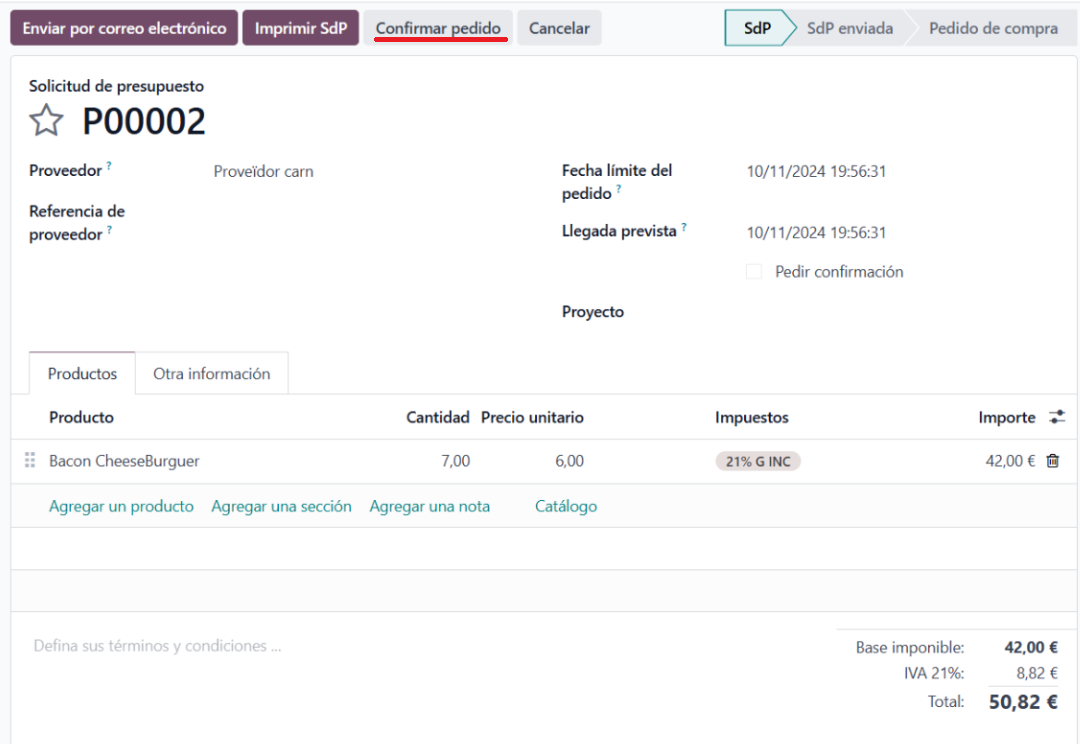 Enviar por correo electrónico Imprimir SdP Confirmar pedido Cancelar SdP SdP enviada Pedido de compra
Solicitud de presupuesto
P00002
Proveedor ? Proveïdor carn
Referencia de
proveedor ?
Fecha límite del
pedido ? 10/11/2024 19:56:31
Llegada prevista ? 10/11/2024 19:56:31
Pedir confirmación
Proyecto
Productos Otra información
Producto Cantidad Precio unitario Impuestos Importe
Bacon CheeseBurguer 7,00 6,00 21% G INC 42,00 €
Agregar un producto Agregar una sección Agregar una nota Catálogo
Defina sus términos y condiciones ...
Base imponible: 42,00 €
IVA 21%: 8,82 €
Total: 50,82 €